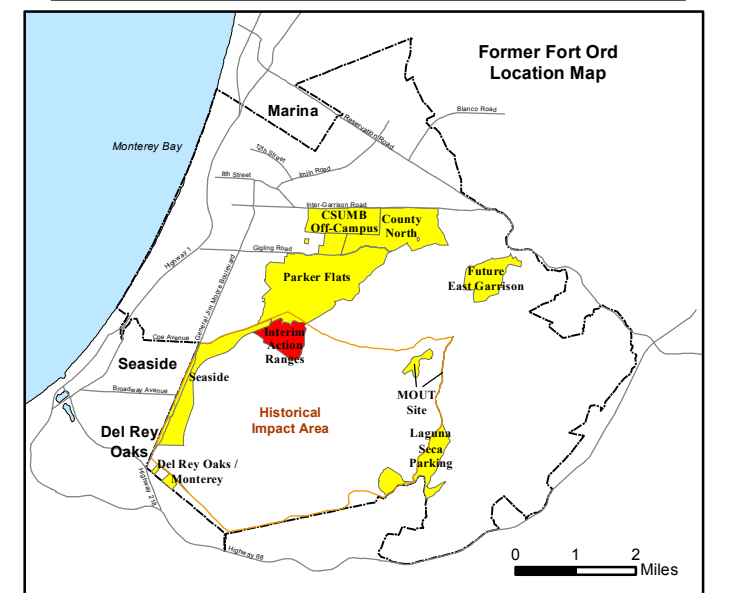 Former Fort Ord
Location Map
Marina
Blanco Road
Reservation Road
Monterey Bay
12th Street
8th Street
Imjin Road
Inter-Garrison Road
CSUMB
Off-Campus
County
North
Gigling Road
Highway 1
General Jim Moore Boulevard
Parker Flats
Future
East Garrison
Coe Avenue
Interim
Action
Ranges
Seaside
Seaside
Broadway Avenue
MOUT
Site
Historical
Impact Area
Del Rey
Oaks
Laguna
Seca
Parking
Del Rey Oaks /
Monterey
Highway 218
Highway 68
0 1 2
Miles